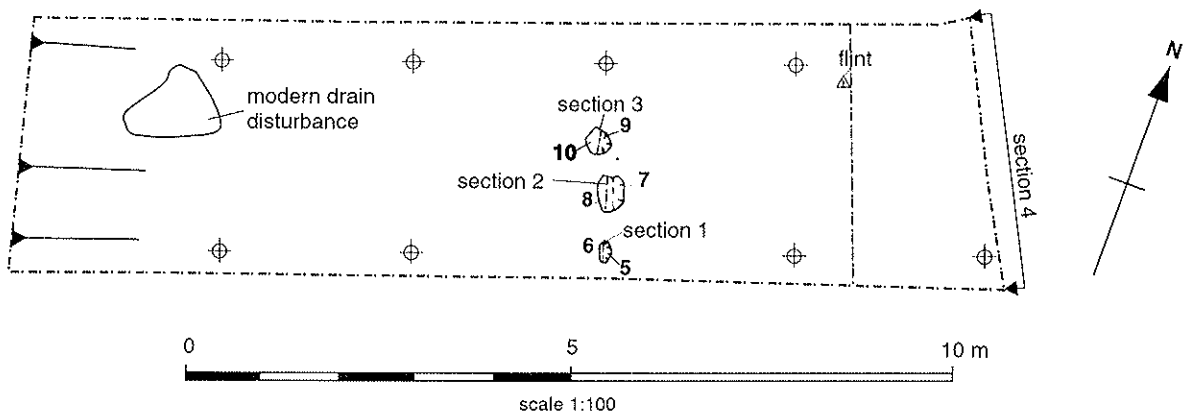 flint
N
modern drain
disturbance
section 3
9
10
section 4
section 2
7
8
section 1
6
5
0
5
10 m
scale 1:100